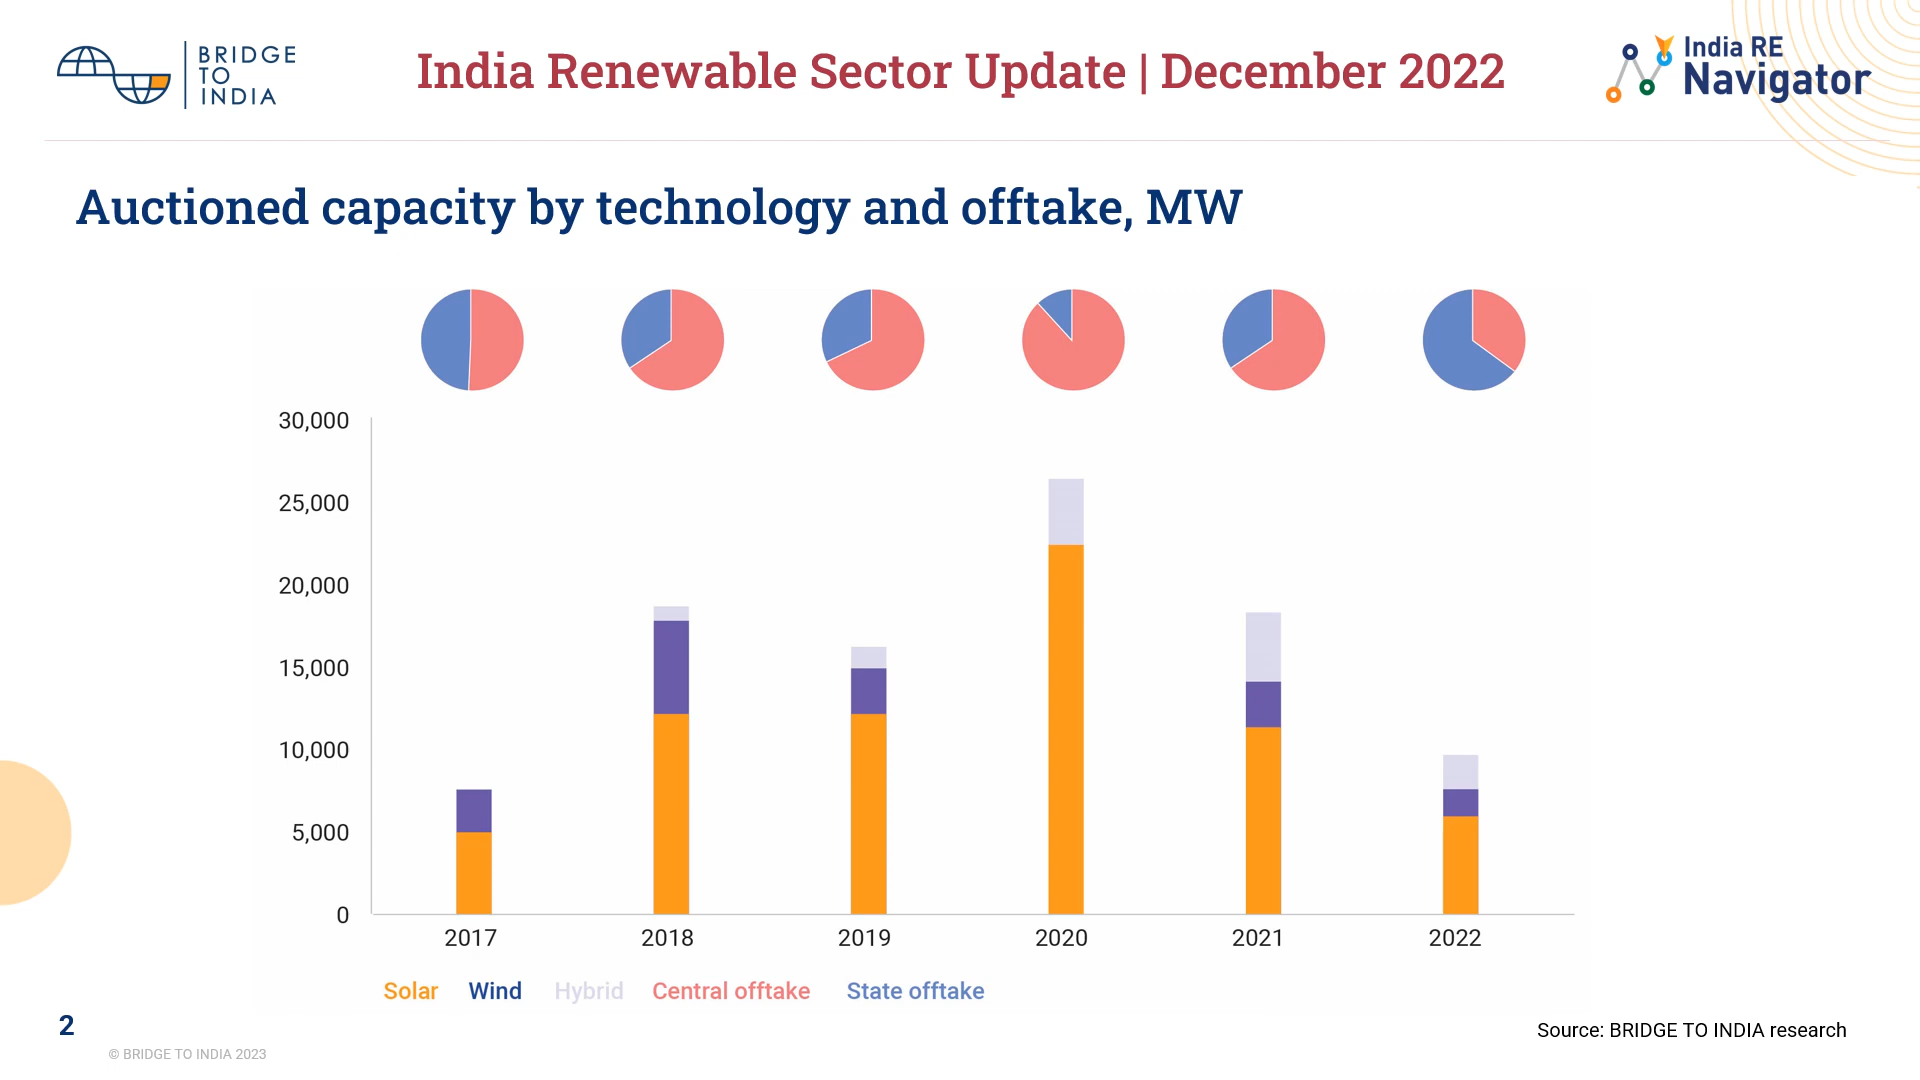 BRIDGE
TO
INDIA
India Renewable Sector Update | December 2022
India RE
Navigator
Auctioned capacity by technology and offtake, MW
30,000
25,000
20,000
15,000
10,000
5,000
0
2017 2018 2019 2020 2021 2022
Solar Wind Hybrid Central offtake State offtake
2
Source: BRIDGE TO INDIA research
© BRIDGE TO INDIA 2023